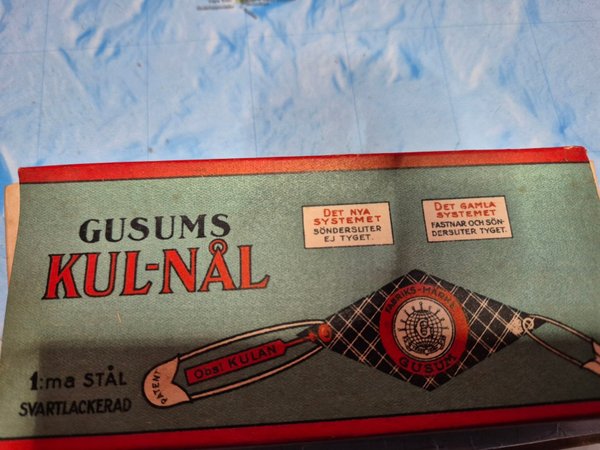 GUSUMS
KUL-NÅL
DET NYA
SYSTEMET
SÖNDERSLITER
EJ TYGET.
DET GAMLA
SYSTEMET
FASTNAR OCH SÖN-
DERSLITER TYGET.
FABRIKS-MÄRKE
GUSUM
PATENT
Obs! KULAN
1:ma STÅL
SVARTLACKERAD